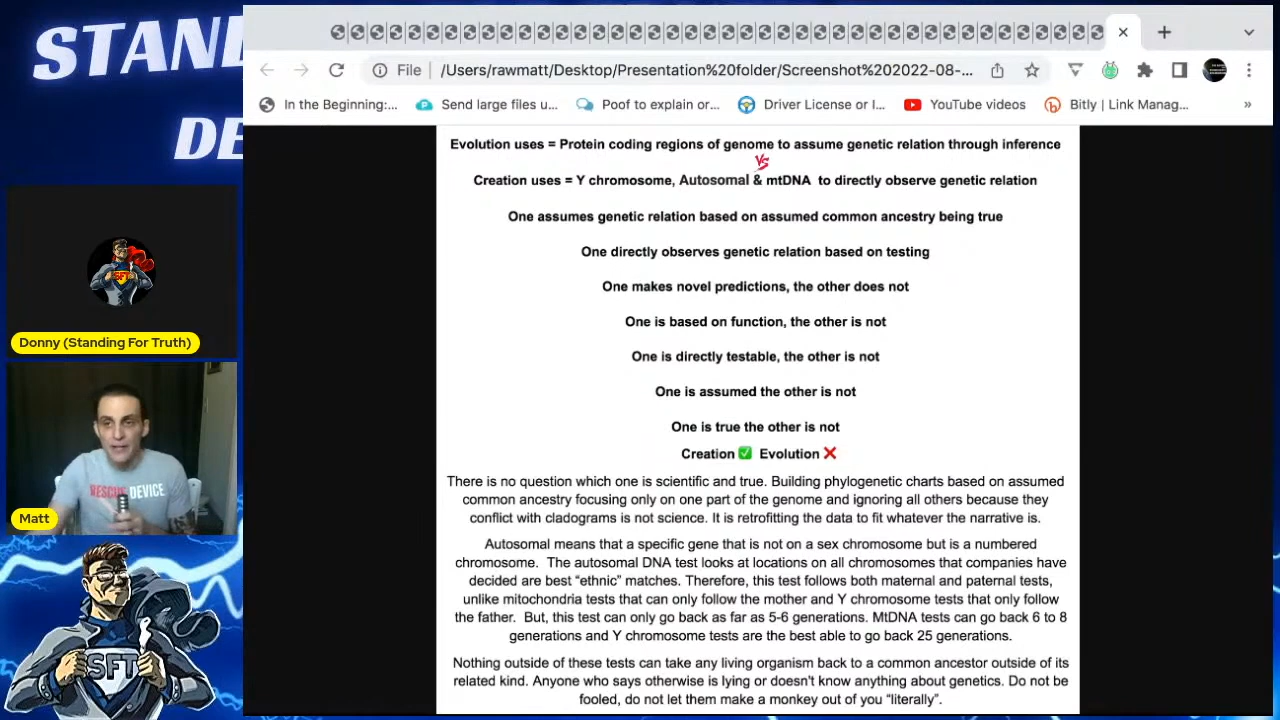 STAND
DE
File
/Users/rawmatt/Desktop/Presentation%20folder/Screenshot%202022-08-...
In the Beginning:...
Send large files u...
Poof to explain or...
Driver License or I...
YouTube videos
Bitly | Link Manag...
»
Evolution uses = Protein coding regions of genome to assume genetic relation through inference
VS
Creation uses = Y chromosome, Autosomal & mtDNA to directly observe genetic relation
One assumes genetic relation based on assumed common ancestry being true
One directly observes genetic relation based on testing
One makes novel predictions, the other does not
One is based on function, the other is not
One is directly testable, the other is not
One is assumed the other is not
One is true the other is not
Creation ✅ Evolution ❌
There is no question which one is scientific and true. Building phylogenetic charts based on assumed
common ancestry focusing only on one part of the genome and ignoring all others because they
conflict with cladograms is not science. It is retrofitting the data to fit whatever the narrative is.
Autosomal means that a specific gene that is not on a sex chromosome but is a numbered
chromosome. The autosomal DNA test looks at locations on all chromosomes that companies have
decided are best “ethnic” matches. Therefore, this test follows both maternal and paternal tests,
unlike mitochondria tests that can only follow the mother and Y chromosome tests that only follow
the father. But, this test can only go back as far as 5-6 generations. MtDNA tests can go back 6 to 8
generations and Y chromosome tests are the best able to go back 25 generations.
Nothing outside of these tests can take any living organism back to a common ancestor outside of its
related kind. Anyone who says otherwise is lying or doesn't know anything about genetics. Do not be
fooled, do not let them make a monkey out of you “literally”.
SFT
Donny (Standing For Truth)
RESCUE DEVICE
Matt
SFT